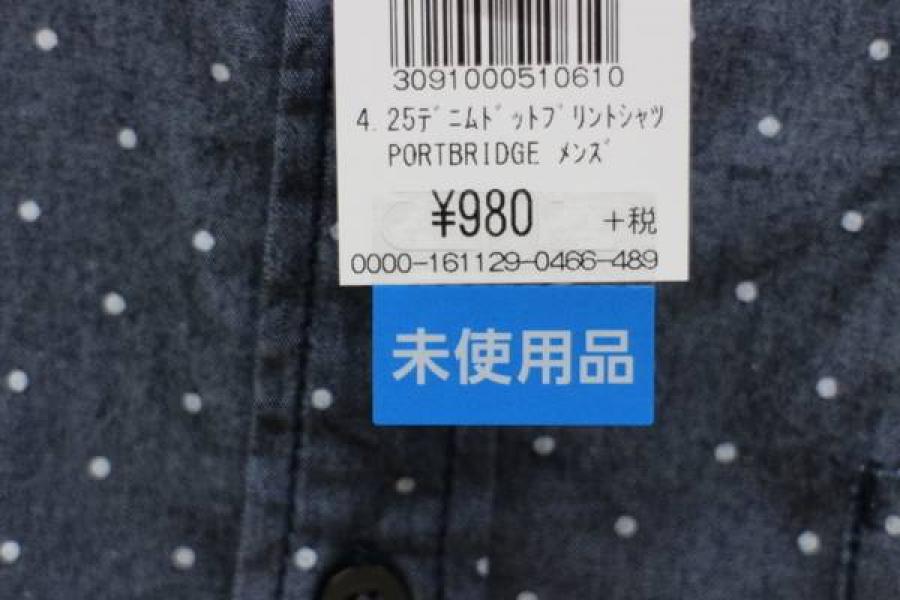 3091000510610
4. 25ﾃﾞﾆﾑﾄﾞｯﾄﾌﾟﾘﾝﾄｼｬﾂ
PORTBRIDGE ﾒﾝｽﾞ
¥980 +税
0000-161129-0466-489
未使用品